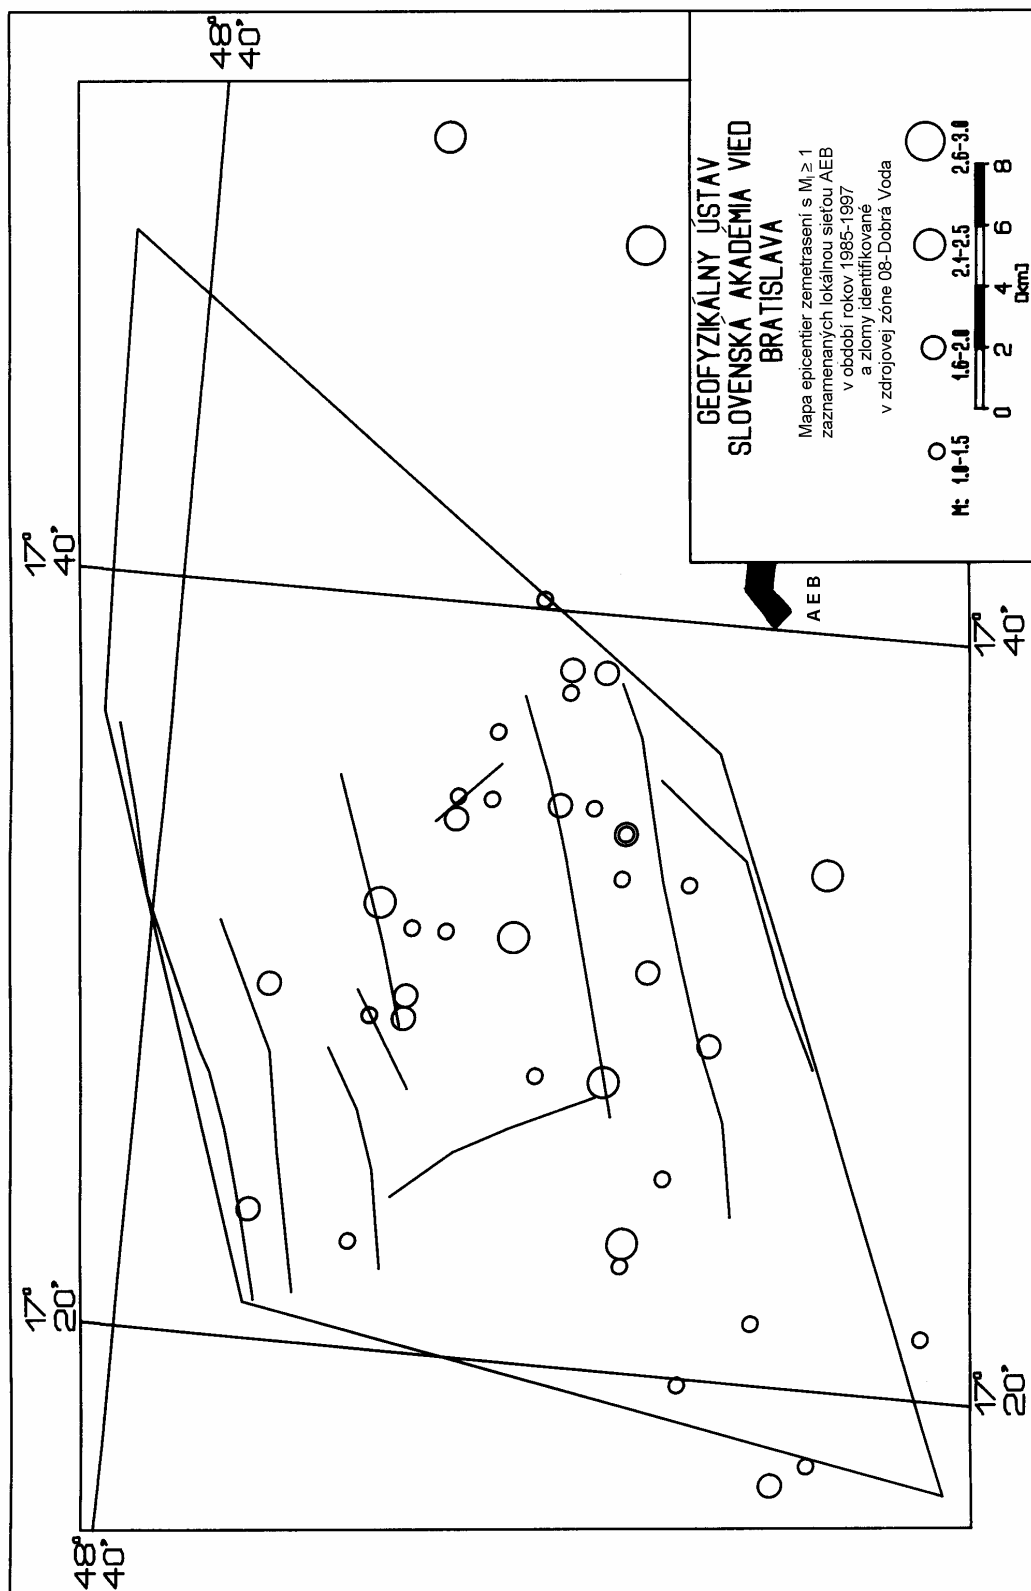 48°
40'
48°
40'
17°
40'
17°
20'
17°
40'
17°
20'
AEB
GEOFYZIKÁLNY ÚSTAV
SLOVENSKÁ AKADÉMIA VIED
BRATISLAVA
Mapa epicentier zemetrasení s Ml ≥ 1
zaznamenaných lokálnou sieťou AEB
v období rokov 1985-1997
a zlomy identifikované
v zdrojovej zóne 08-Dobrá Voda
M: 1.0-1.5 1.6-2.0 2.1-2.5 2.6-3.0
0 2 4 6 8
[km]